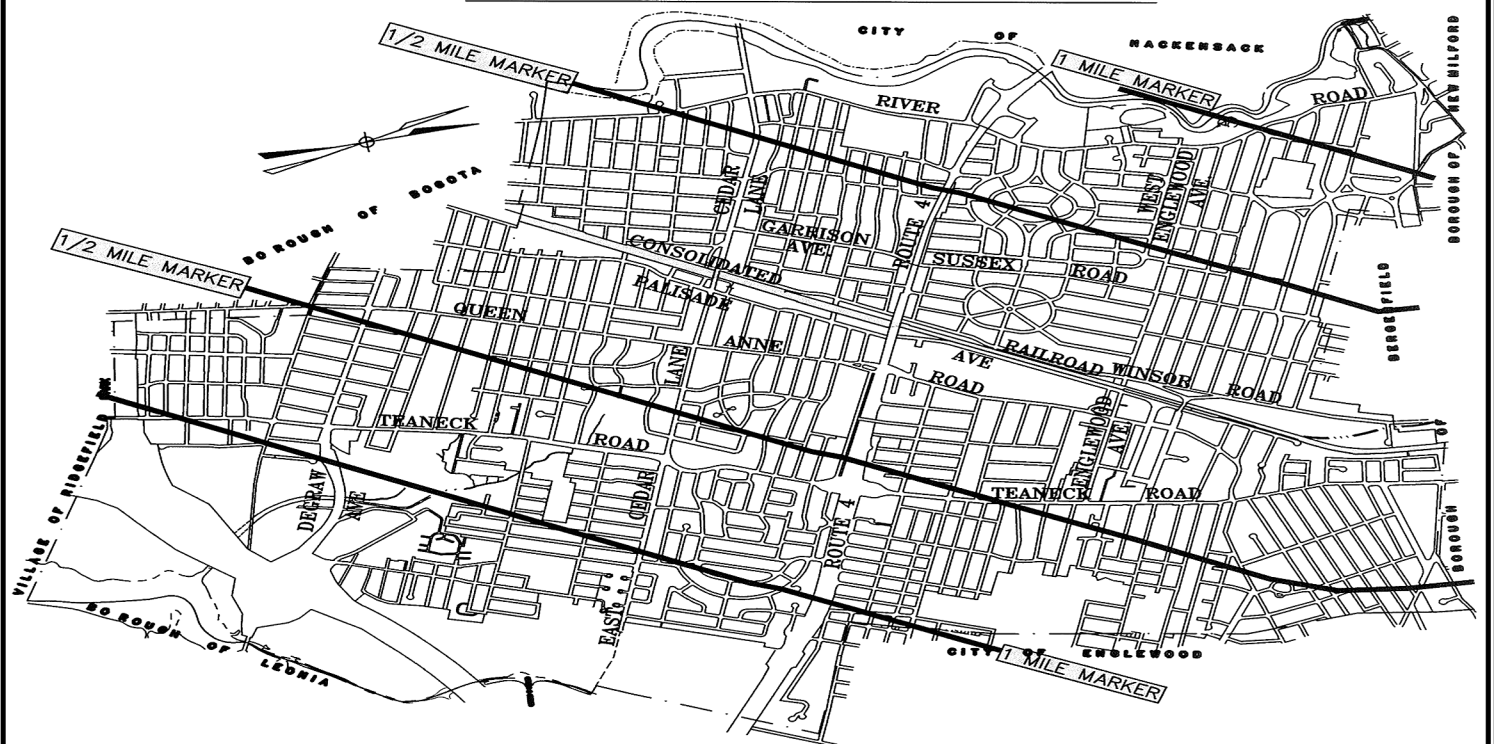 CITY OF HACKENSACK
1/2 MILE MARKER
1 MILE MARKER
RIVER ROAD
BOROUGH OF NEW MILFORD
BOROUGH OF BOGOTA
CEDAR LANE
WEST ENGLEWOOD AVE
GARRISON AVE.
ROUTE 4
SUSSEX ROAD
CONSOLIDATED RAILROAD
PALISADE AVE
1/2 MILE MARKER
QUEEN ANNE ROAD
WINSOR ROAD
BERGENFIELD
BOROUGH OF
LANE
TEANECK ROAD
ENGLEWOOD AVE
TEANECK ROAD
VILLAGE OF RIDGEFIELD PARK
DEGRAW AVE
CEDAR
EAST
ROUTE 4
BOROUGH OF LEONIA
CITY OF ENGLEWOOD
1 MILE MARKER